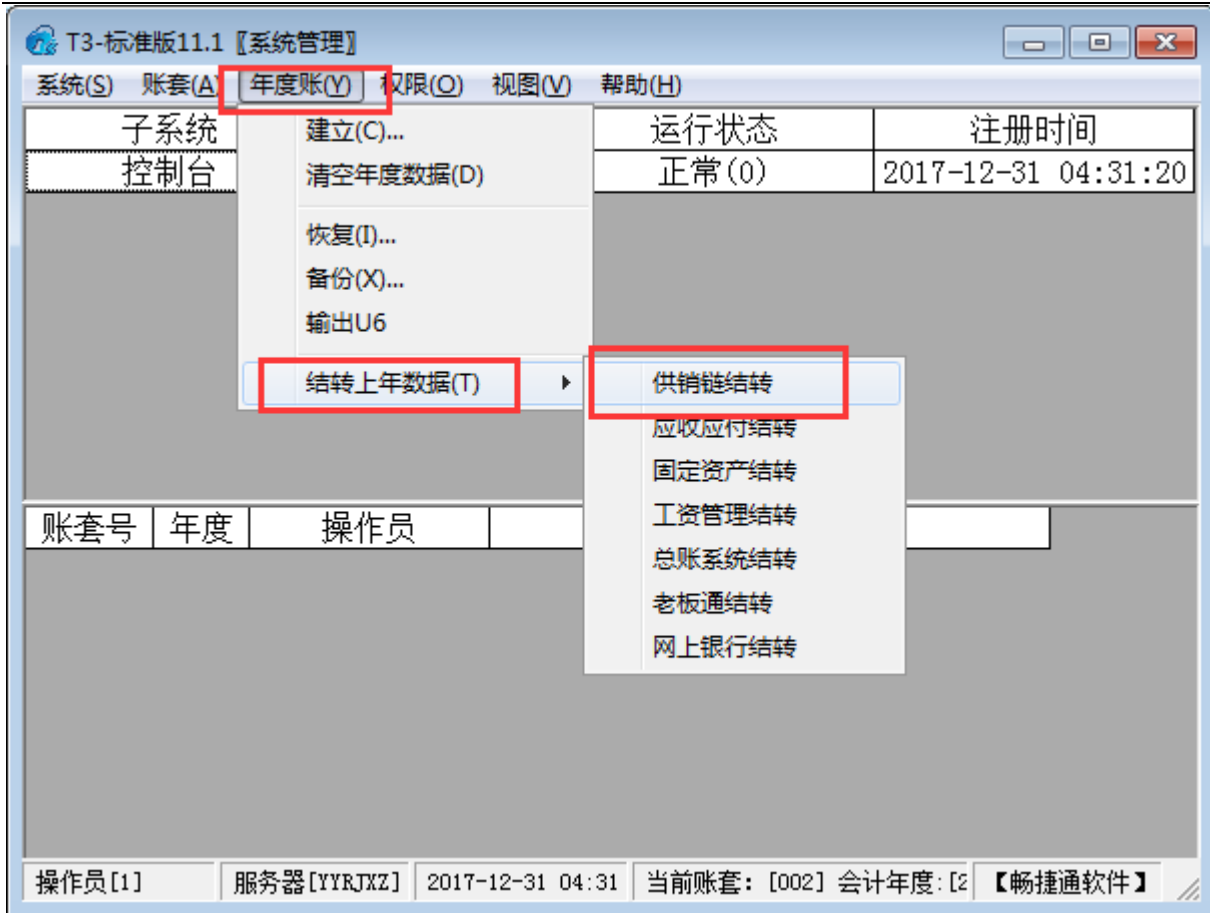 T3-标准版11.1〖系统管理〗
系统(S) 账套(A) 年度账(Y) 权限(O) 视图(V) 帮助(H)
子系统 运行状态 注册时间
控制台 正常(0) 2017-12-31 04:31:20
建立(C)...
清空年度数据(D)
恢复(I)...
备份(X)...
输出U6
结转上年数据(T)
供销链结转
应收应付结转
固定资产结转
工资管理结转
总账系统结转
老板通结转
网上银行结转
账套号 年度 操作员
操作员[1] 服务器[YYRJXZ] 2017-12-31 04:31 当前账套: [002] 会计年度:[2 【畅捷通软件】